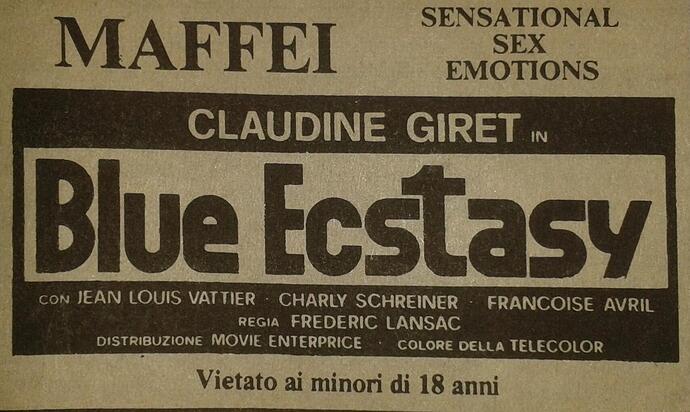 MAFFEI
SENSATIONAL
SEX
EMOTIONS
CLAUDINE GIRET IN
Blue Ecstasy
CON JEAN LOUIS VATTIER · CHARLY SCHREINER · FRANCOISE AVRIL
REGIA FREDERIC LANSAC
DISTRIBUZIONE MOVIE ENTERPRICE · COLORE DELLA TELECOLOR
Vietato ai minori di 18 anni